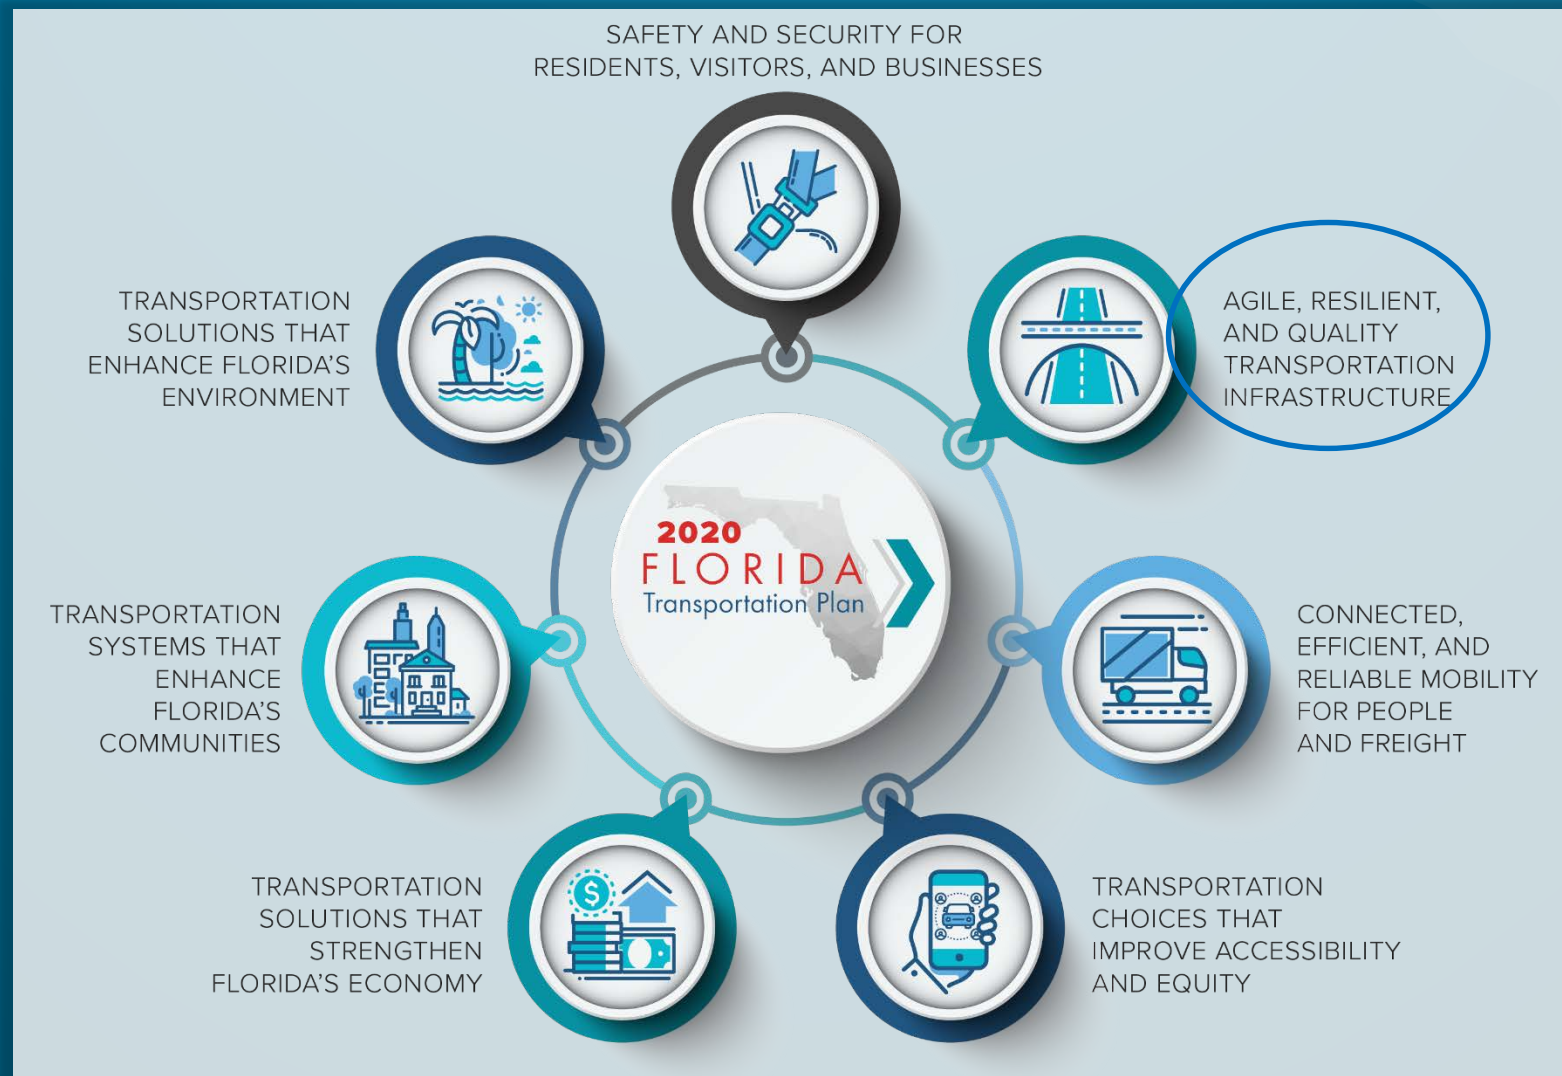 SAFETY AND SECURITY FOR
RESIDENTS, VISITORS, AND BUSINESSES
AGILE, RESILIENT,
AND QUALITY
TRANSPORTATION
INFRASTRUCTURE
CONNECTED,
EFFICIENT, AND
RELIABLE MOBILITY
FOR PEOPLE
AND FREIGHT
TRANSPORTATION
CHOICES THAT
IMPROVE ACCESSIBILITY
AND EQUITY
TRANSPORTATION
SOLUTIONS THAT
STRENGTHEN
FLORIDA'S ECONOMY
TRANSPORTATION
SYSTEMS THAT
ENHANCE
FLORIDA'S
COMMUNITIES
TRANSPORTATION
SOLUTIONS THAT
ENHANCE FLORIDA'S
ENVIRONMENT
2020
FLORIDA
Transportation Plan
$